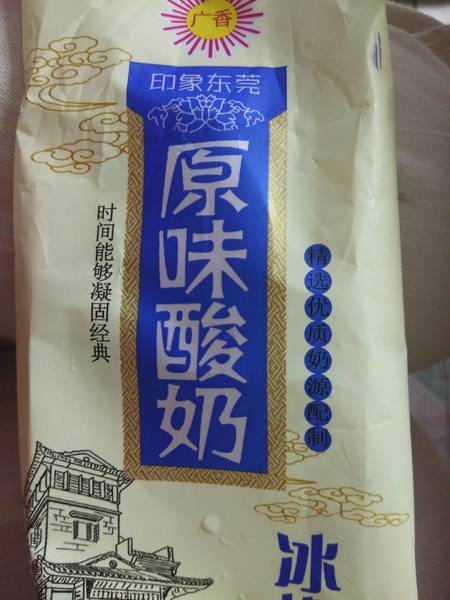 广香
印象东莞
原味酸奶
时间能够凝固经典
精选优质奶源配制
冰